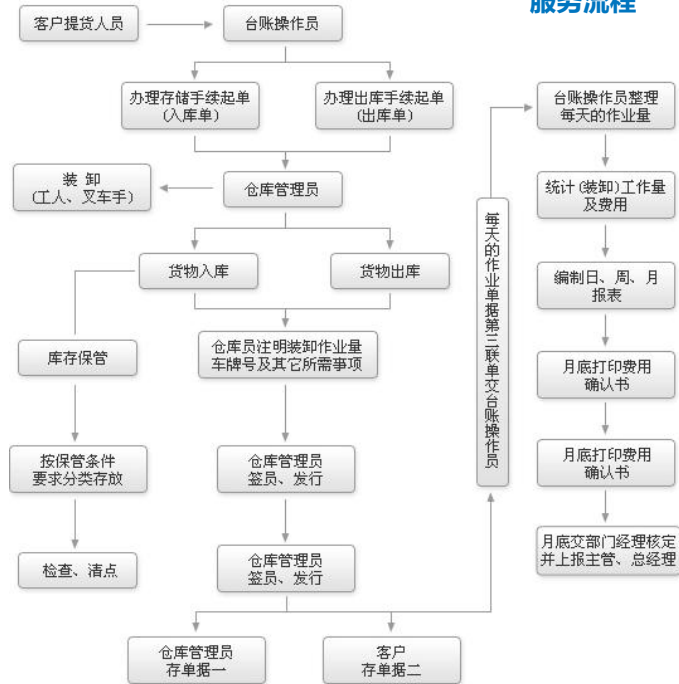 服务流程
客户提货人员
台账操作员
办理存储手续起单
(入库单)
办理出库手续起单
(出库单)
装 卸
(工人、叉车手)
仓库管理员
货物入库
货物出库
库存保管
仓库员注明装卸作业量
车牌号及其它所需事项
按保管条件
要求分类存放
仓库管理员
签员、发行
检查、清点
仓库管理员
签员、发行
仓库管理员
存单据一
客户
存单据二
每天的作业单据第三联单交台账操作员
台账操作员整理
每天的作业量
统计(装卸)工作量
及费用
编制日、周、月
报表
月底打印费用
确认书
月底打印费用
确认书
月底交部门经理核定
并上报主管、总经理